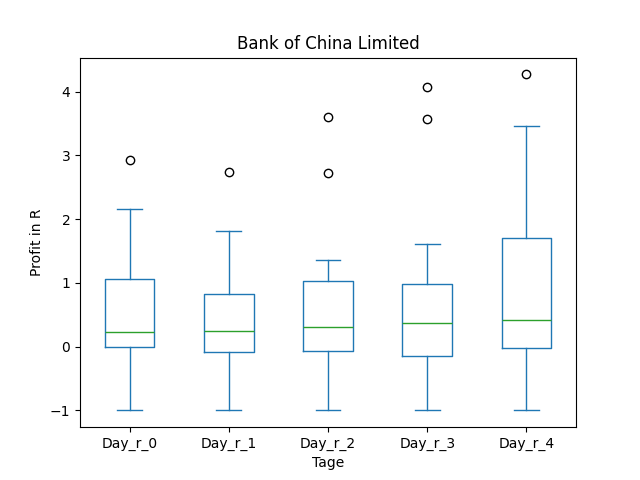 Bank of China Limited
Profit in R
4
3
2
1
0
−1
Day_r_0 Day_r_1 Day_r_2 Day_r_3 Day_r_4
Tage